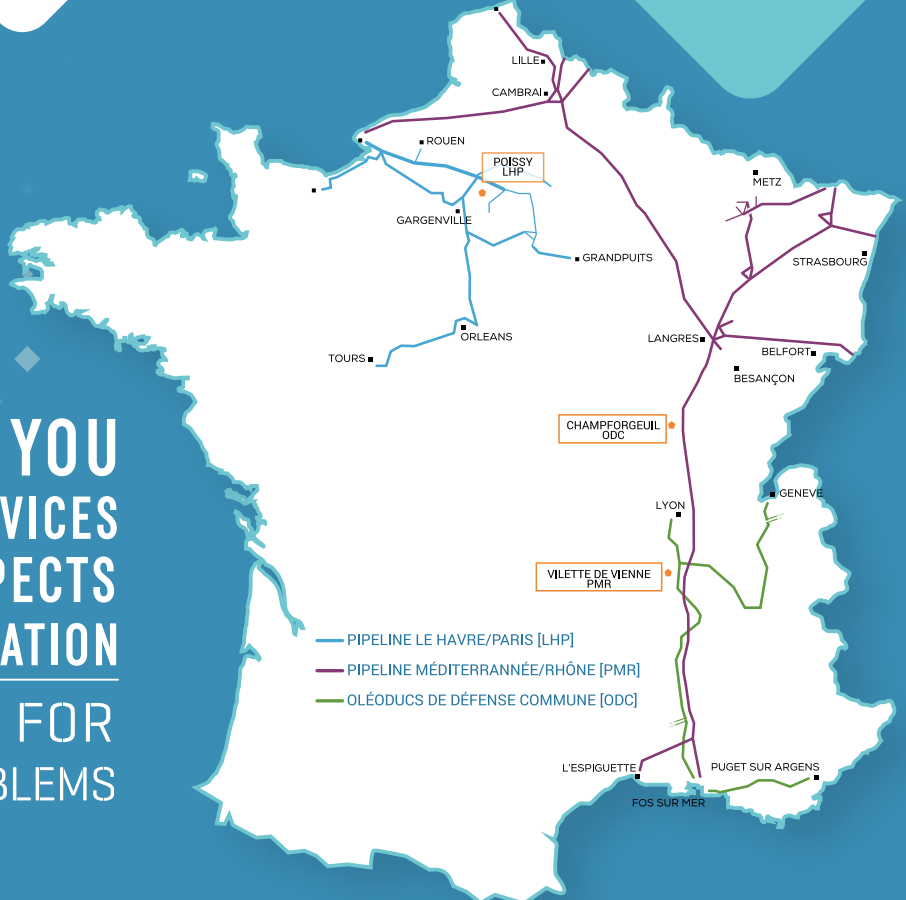 LILLE
CAMBRAI
ROUEN
POISSY
LHP
METZ
GARGENVILLE
GRANDPUITS
STRASBOURG
ORLEANS
LANGRES
TOURS
BELFORT
BESANÇON
CHAMPFORGEUIL
ODC
YOU
VICES
PECTS
ATION
FOR
BLEMS
GENEVE
LYON
VILETTE DE VIENNE
PMR
PIPELINE LE HAVRE/PARIS [LHP]
PIPELINE MÉDITERRANNÉE/RHÔNE [PMR]
OLÉODUCS DE DÉFENSE COMMUNE [ODC]
L'ESPIGUETTE
PUGET SUR ARGENS
FOS SUR MER